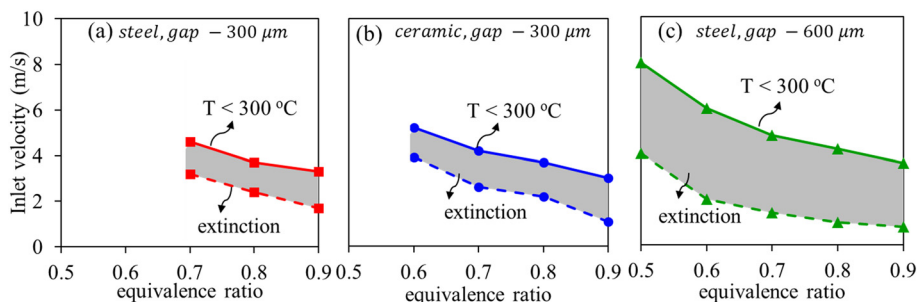 (a) steel, gap − 300 μm
(b) ceramic, gap − 300 μm
(c) steel, gap − 600 μm
Inlet velocity (m/s)
8
6
4
2
0
T < 300 °C
extinction
T < 300 °C
extinction
T < 300 °C
extinction
0.5 0.6 0.7 0.8 0.9
0.5 0.6 0.7 0.8 0.9
0.5 0.6 0.7 0.8 0.9
equivalence ratio
equivalence ratio
equivalence ratio